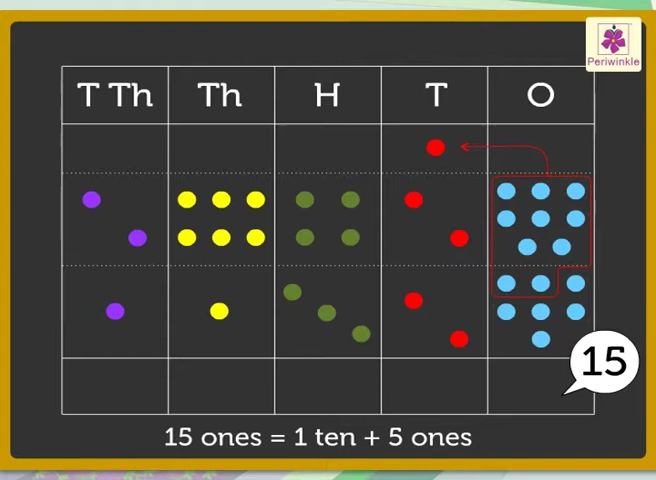 Periwinkle
T Th Th H T O
15
15 ones = 1 ten + 5 ones